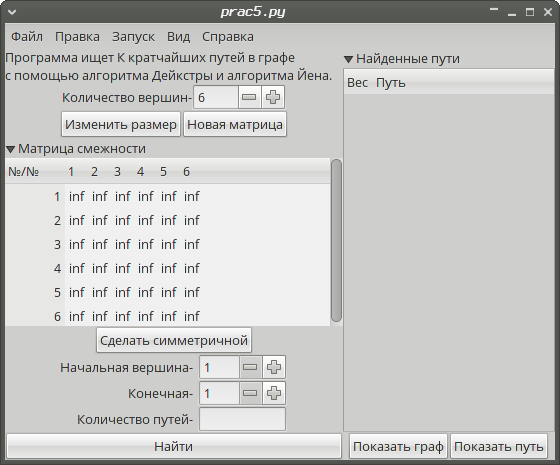 prac5.py
Файл Правка Запуск Вид Справка
Программа ищет К кратчайших путей в графе
с помощью алгоритма Дейкстры и алгоритма Йена.
Количество вершин- 6
Изменить размер Новая матрица
Матрица смежности
№/№ 1 2 3 4 5 6
1 inf inf inf inf inf inf
2 inf inf inf inf inf inf
3 inf inf inf inf inf inf
4 inf inf inf inf inf inf
5 inf inf inf inf inf inf
6 inf inf inf inf inf inf
Сделать симметричной
Начальная вершина- 1
Конечная- 1
Количество путей-
Найти
Найденные пути
Вес Путь
Показать граф Показать путь